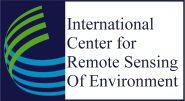 International
Center for
Remote Sensing
Of Environment